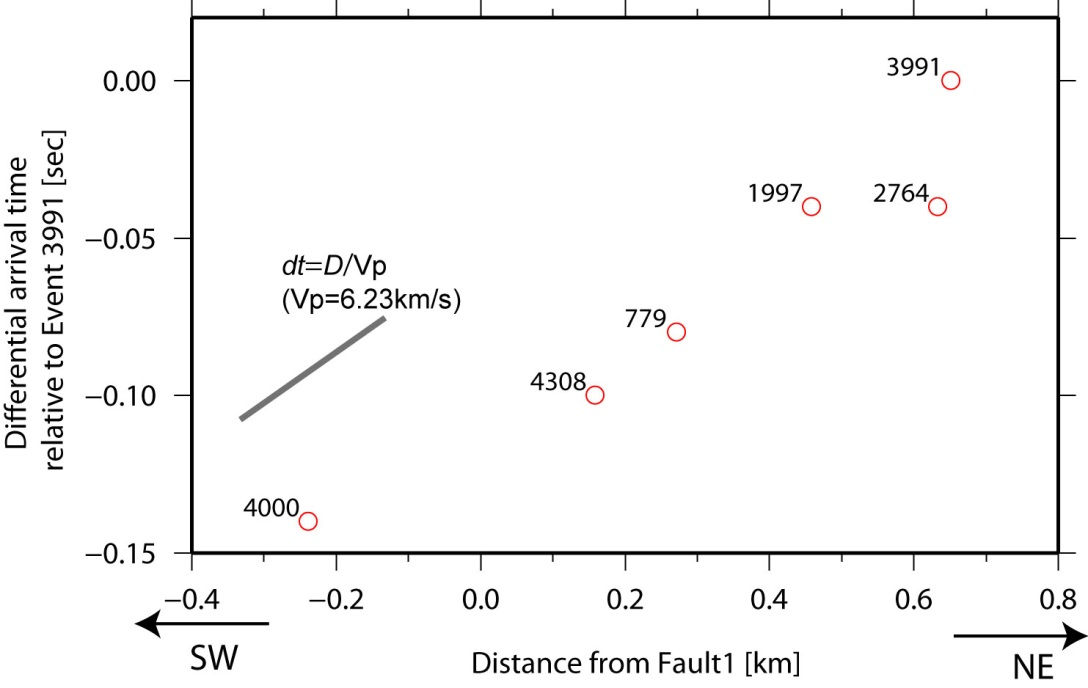 Differential arrival time
relative to Event 3991 [sec]
0.00
−0.05
−0.10
−0.15
3991
1997
2764
779
4308
4000
dt=D/Vp
(Vp=6.23km/s)
−0.4
−0.2
0.0
0.2
0.4
0.6
0.8
SW
Distance from Fault1 [km]
NE